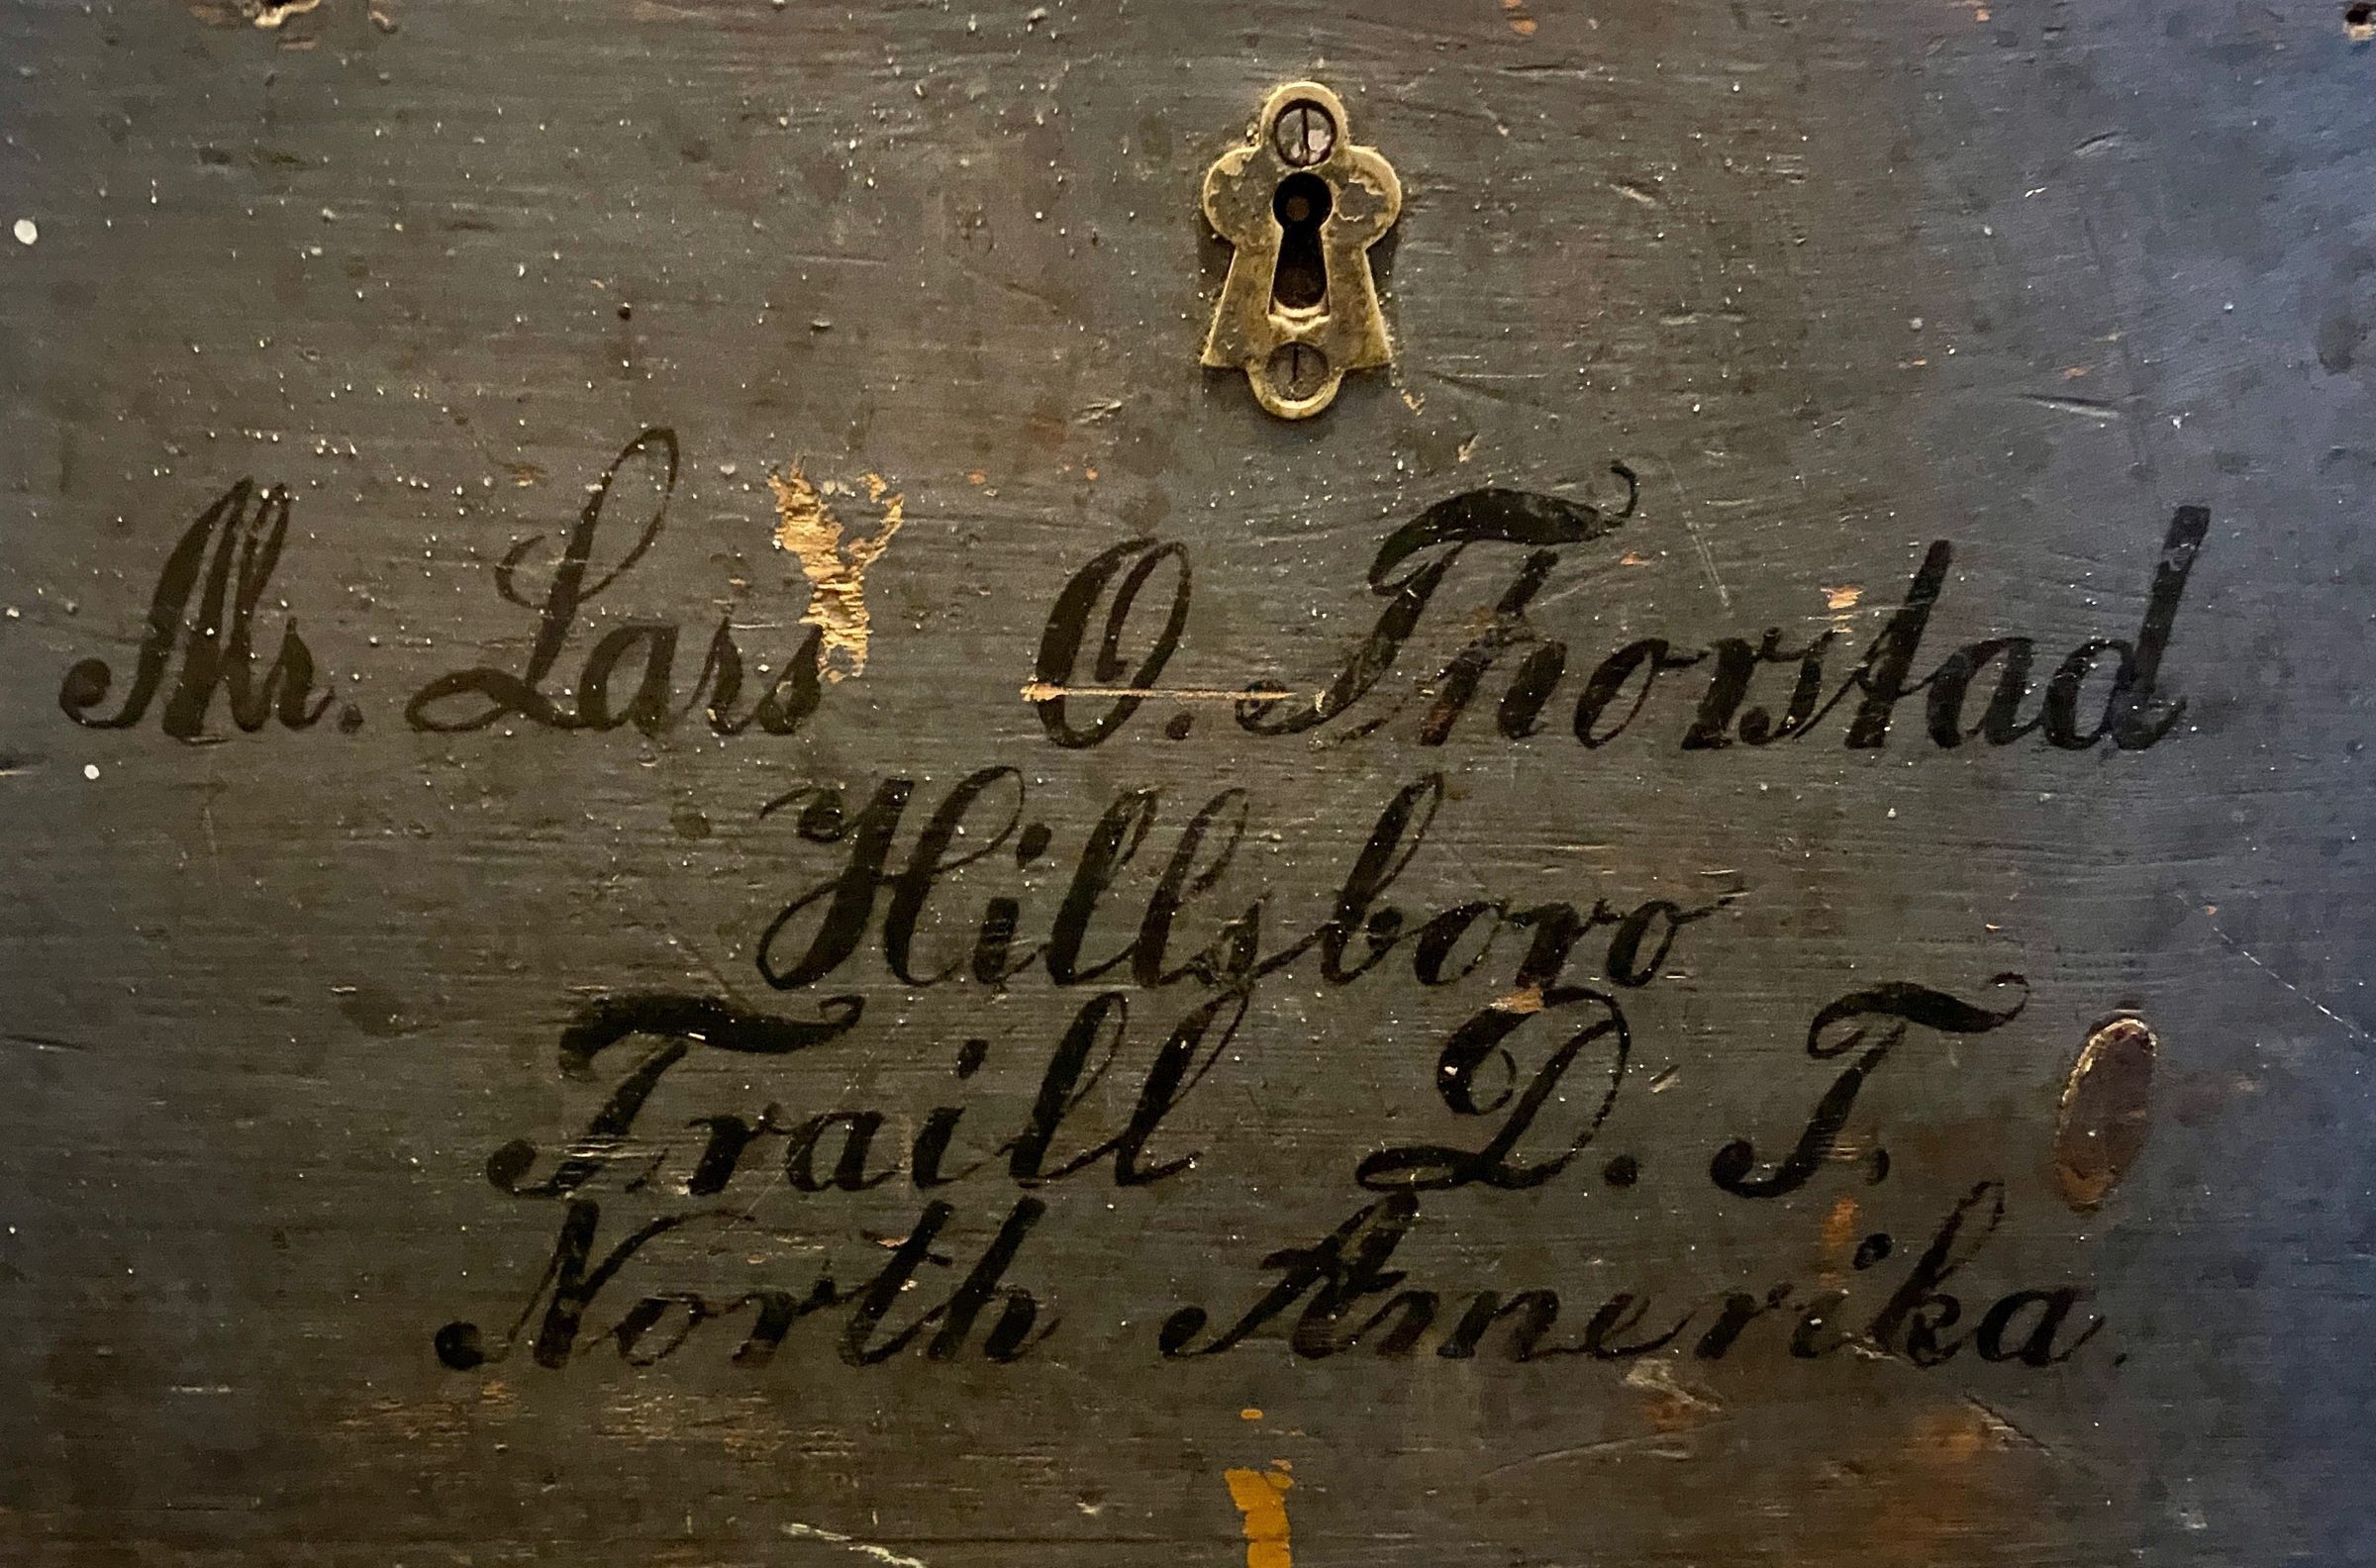 Mr. Lars O. Thorstad
Hillsboro
Traill D. T.
North Amerika.